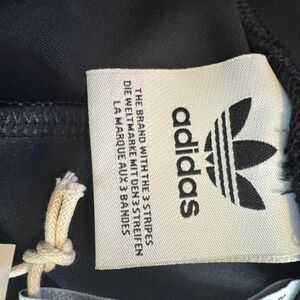 adidas
THE BRAND WITH THE 3 STRIPES
DIE WELTMARKE MIT DEN 3 STREIFEN
LA MARQUE AUX 3 BANDES